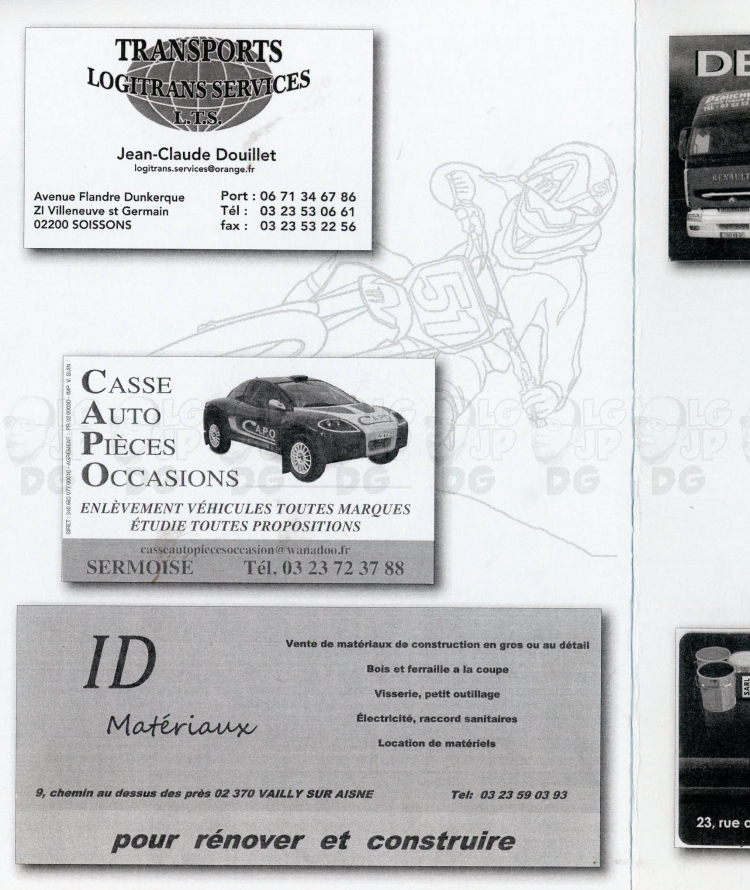 TRANSPORTS
LOGITRANS SERVICES
L.T.S.
Jean-Claude Douillet
logitrans.services@orange.fr
Avenue Flandre Dunkerque
ZI Villeneuve st Germain
02200 SOISSONS
Port : 06 71 34 67 86
Tél : 03 23 53 06 61
fax : 03 23 53 22 56
51
CASSE
AUTO
PIÈCES
OCCASIONS
C.A.P.O
ENLÈVEMENT VÉHICULES TOUTES MARQUES
ÉTUDIE TOUTES PROPOSITIONS
casseautopiecesoccasion@wanadoo.fr
SERMOISE Tél. 03 23 72 37 88
ID
Matériaux
Vente de matériaux de construction en gros ou au détail
Bois et ferraille a la coupe
Visserie, petit outillage
Électricité, raccord sanitaires
Location de matériels
9, chemin au dessus des près 02 370 VAILLY SUR AISNE Tel: 03 23 59 03 93
pour rénover et construire
DE
RENAULT
SARL
23, rue
LG
JP
DG